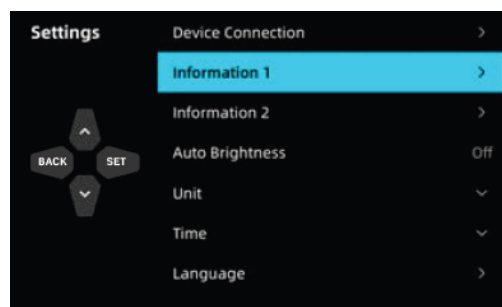 Settings
Device Connection
Information 1
Information 2
Auto Brightness Off
Unit
Time
Language
BACK SET